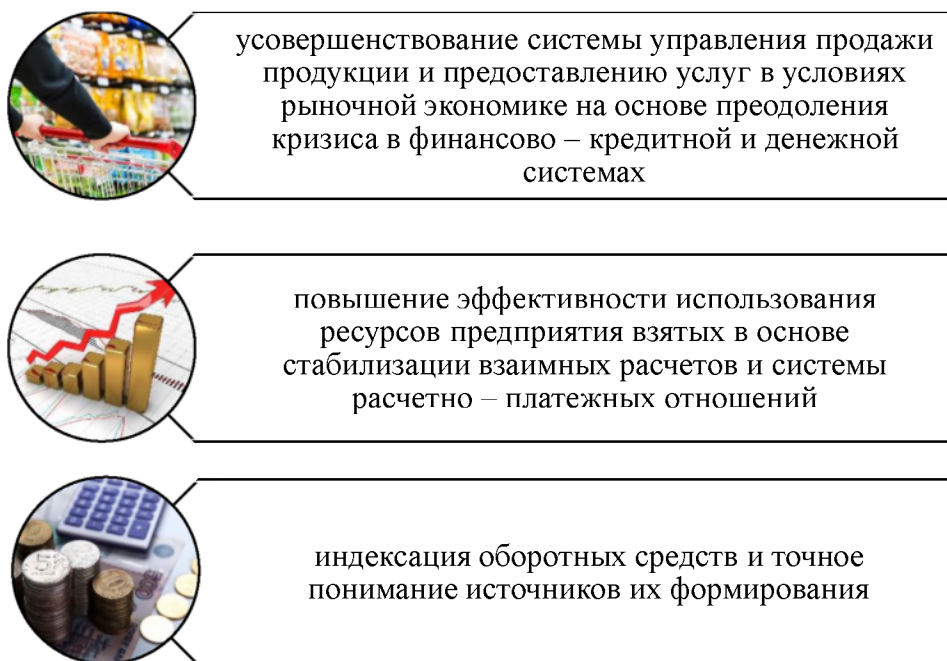 усовершенствование системы управления продажи
продукции и предоставлению услуг в условиях
рыночной экономике на основе преодоления
кризиса в финансово – кредитной и денежной
системах
повышение эффективности использования
ресурсов предприятия взятых в основе
стабилизации взаимных расчетов и системы
расчетно – платежных отношений
индексация оборотных средств и точное
понимание источников их формирования